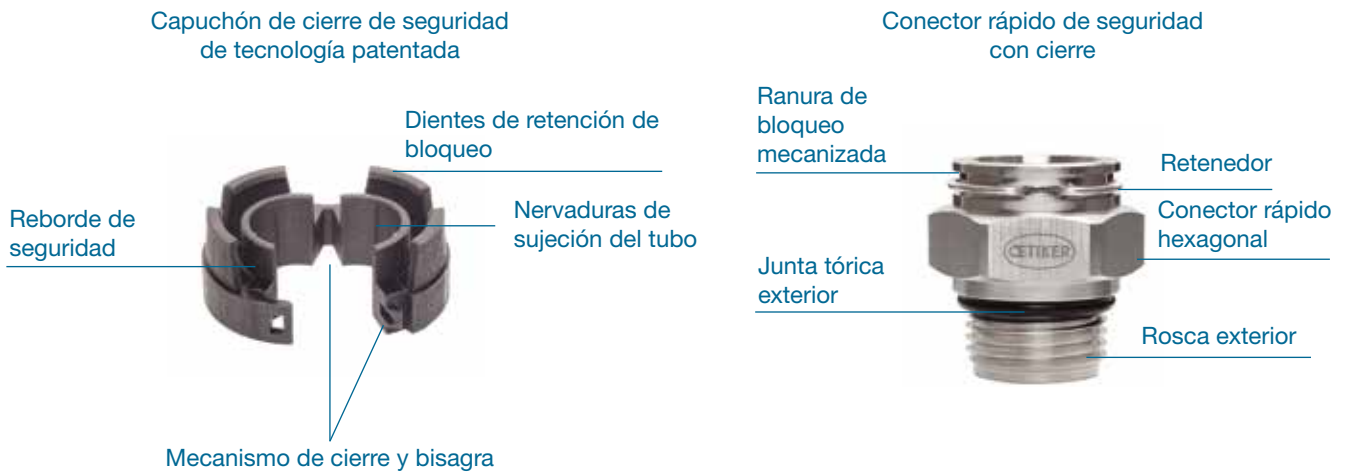 Capuchón de cierre de seguridad
de tecnología patentada
Dientes de retención de
bloqueo
Reborde de
seguridad
Nervaduras de
sujeción del tubo
Mecanismo de cierre y bisagra
Conector rápido de seguridad
con cierre
Ranura de
bloqueo
mecanizada
Retenedor
Conector rápido
hexagonal
Junta tórica
exterior
Rosca exterior
OETIKER